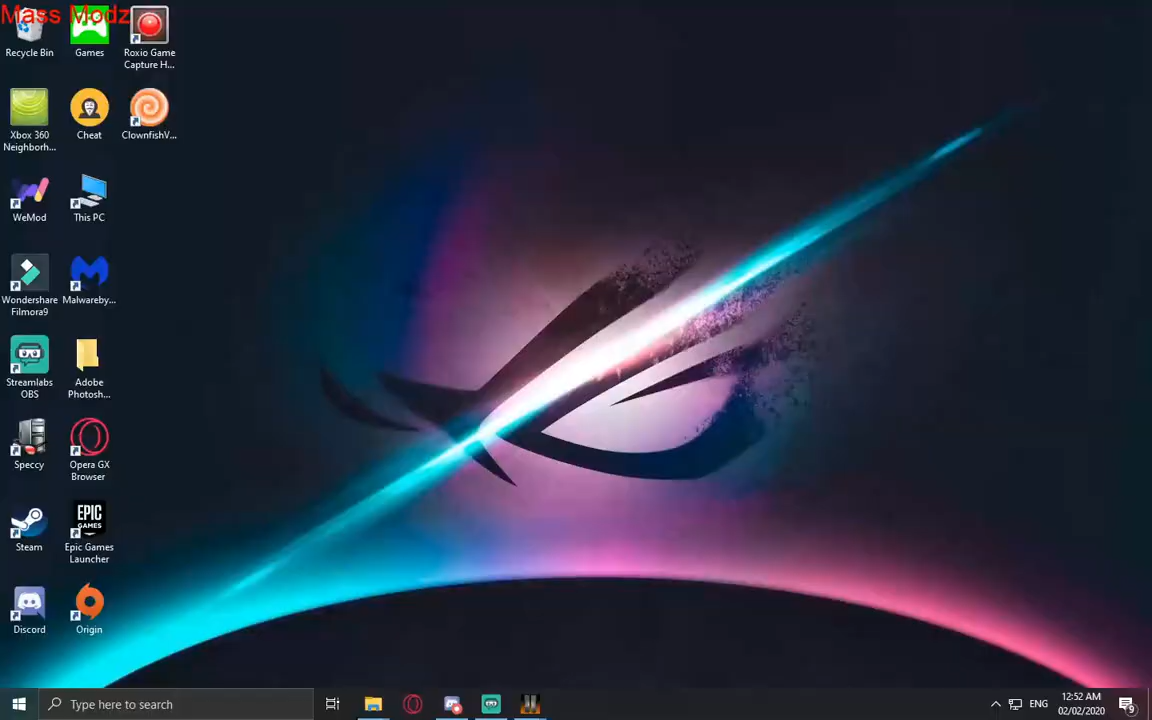 Mass Modz
Recycle Bin
Games
Roxio Game
Capture H...
Xbox 360
Neighborh...
Cheat
ClownfishV...
WeMod
This PC
Wondershare
Filmora9
Malwareby...
Streamlabs
OBS
Adobe
Photosh...
Speccy
Opera GX
Browser
Steam
EPIC
GAMES
Epic Games
Launcher
Discord
Origin
Type here to search
ENG
12:52 AM
02/02/2020
9